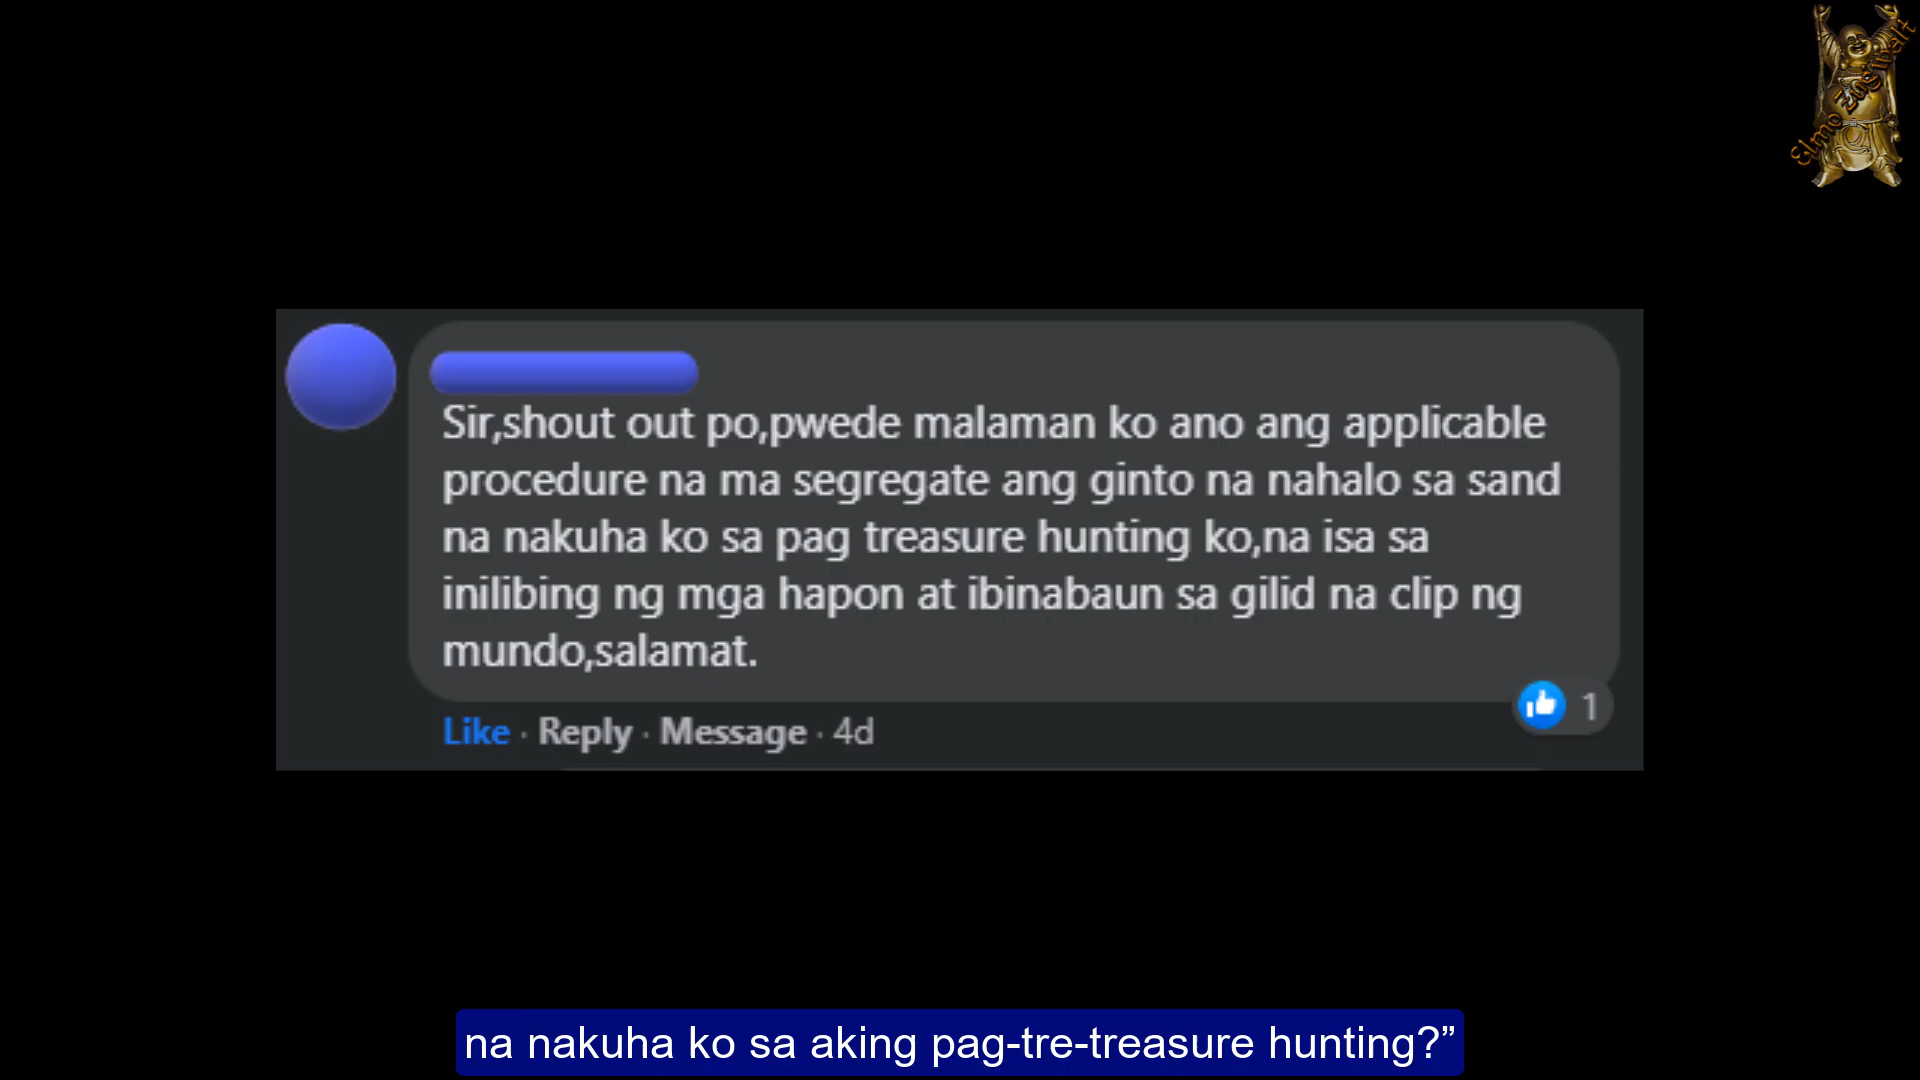 Elmo Zugibalt
Sir,shout out po,pwede malaman ko ano ang applicable
procedure na ma segregate ang ginto na nahalo sa sand
na nakuha ko sa pag treasure hunting ko,na isa sa
inilibing ng mga hapon at ibinabaun sa gilid na clip ng
mundo,salamat.
1
Like · Reply · Message · 4d
na nakuha ko sa aking pag-tre-treasure hunting?”